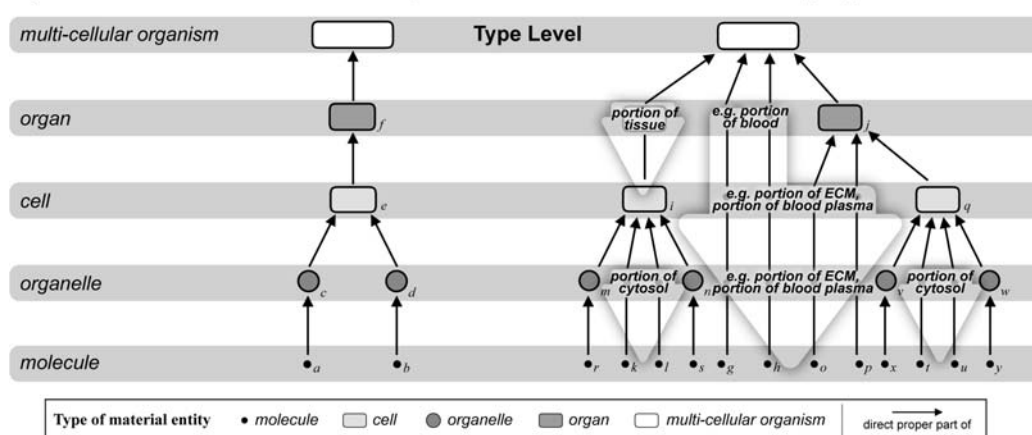 multi-cellular organism
Type Level
organ
f
portion of
tissue
e.g. portion
of blood
j
cell
e
i
e.g. portion of ECM,
portion of blood plasma
q
organelle
c
d
m
portion of
cytosol
n
e.g. portion of ECM,
portion of blood plasma
v
portion of
cytosol
w
molecule
a
b
r
k
l
s
g
h
o
p
x
t
u
y
Type of material entity
molecule
cell
organelle
organ
multi-cellular organism
direct proper part of